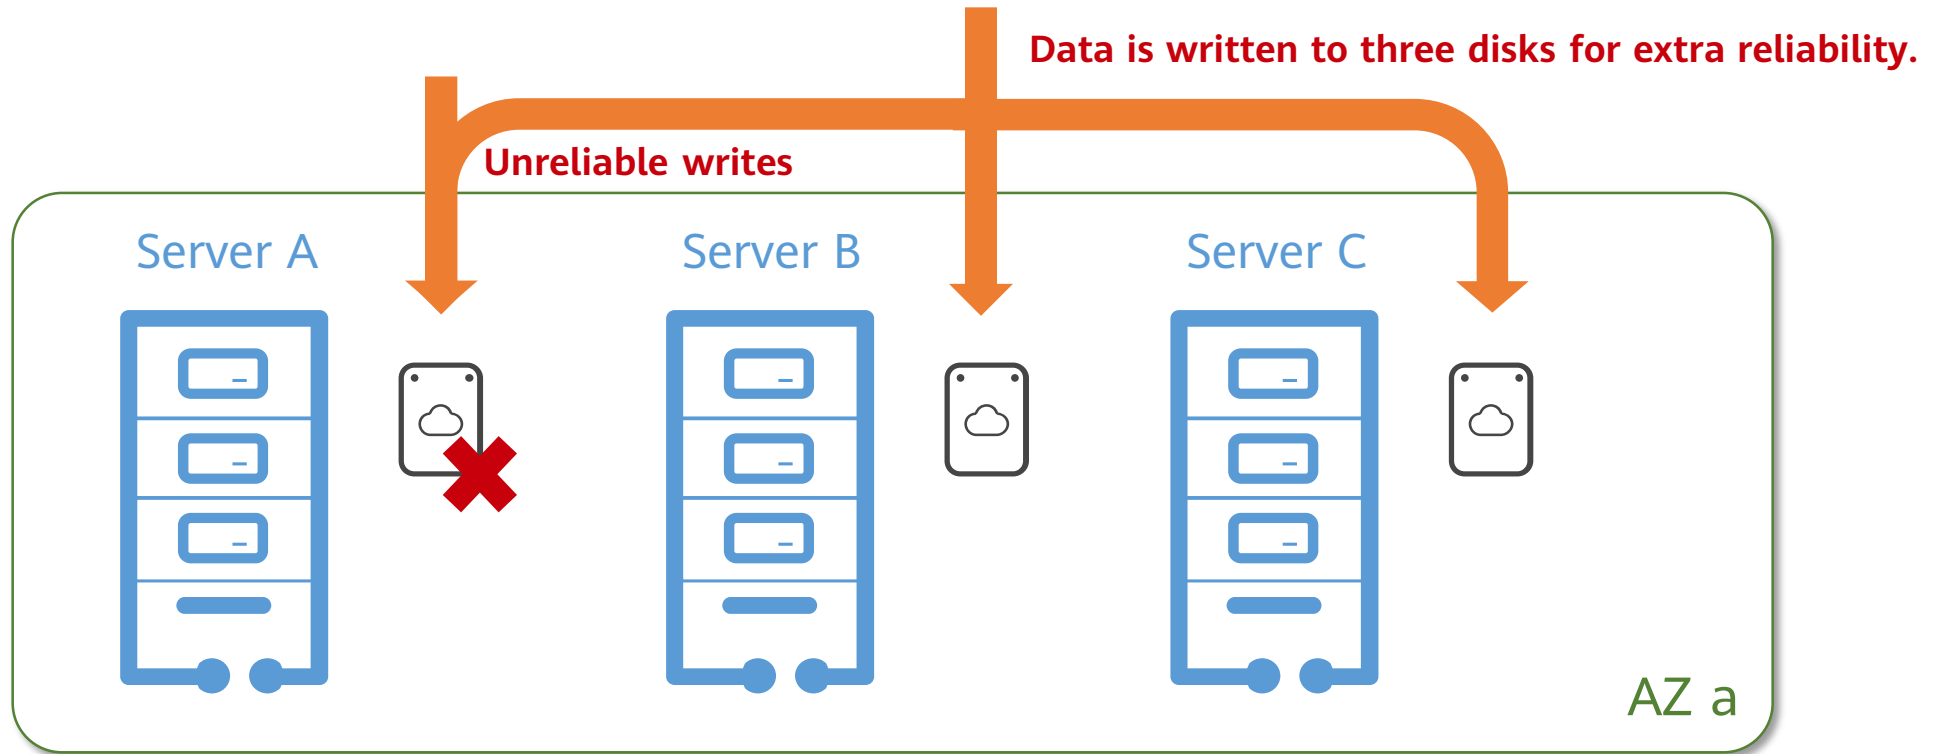 Data is written to three disks for extra reliability.
Unreliable writes
Server A
Server B
Server C
AZ a